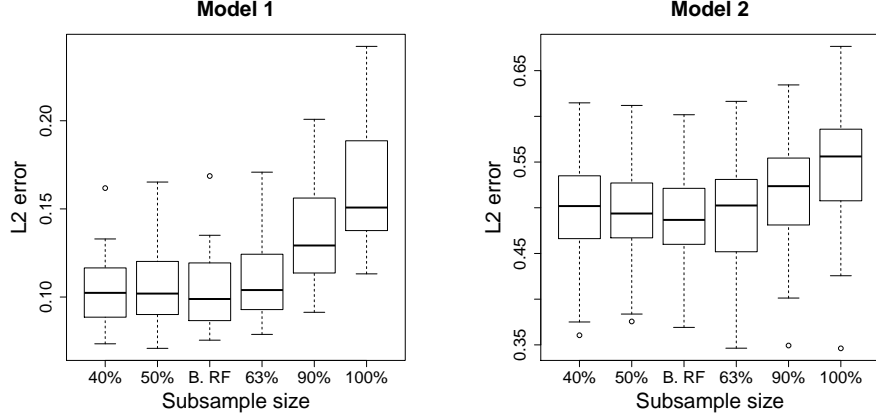 Model 1
L2 error
0.20
0.15
0.10
40% 50% B. RF 63% 90% 100%
Subsample size
Model 2
L2 error
0.65
0.55
0.45
0.35
40% 50% B. RF 63% 90% 100%
Subsample size